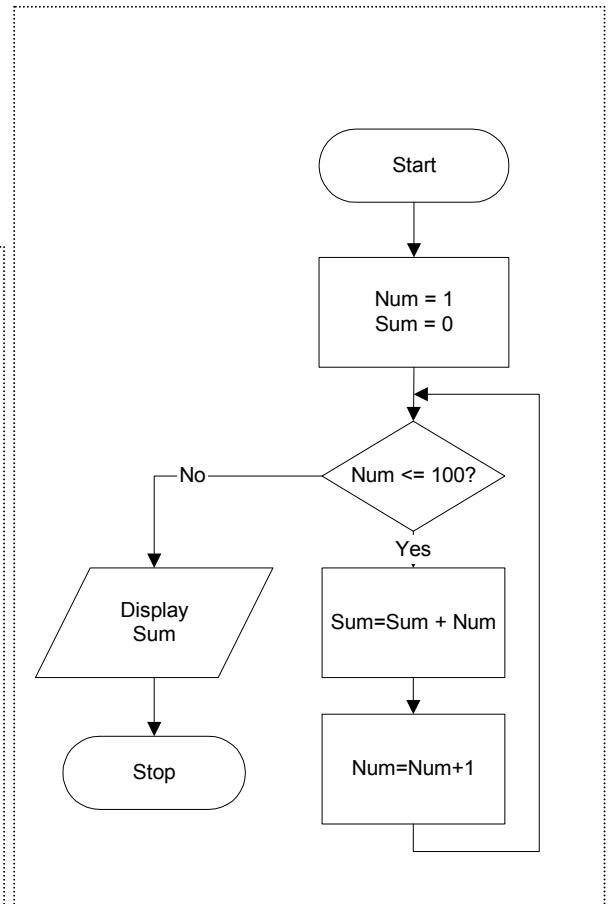 Start
Num = 1
Sum = 0
Num <= 100?
No
Yes
Display
Sum
Sum=Sum + Num
Stop
Num=Num+1